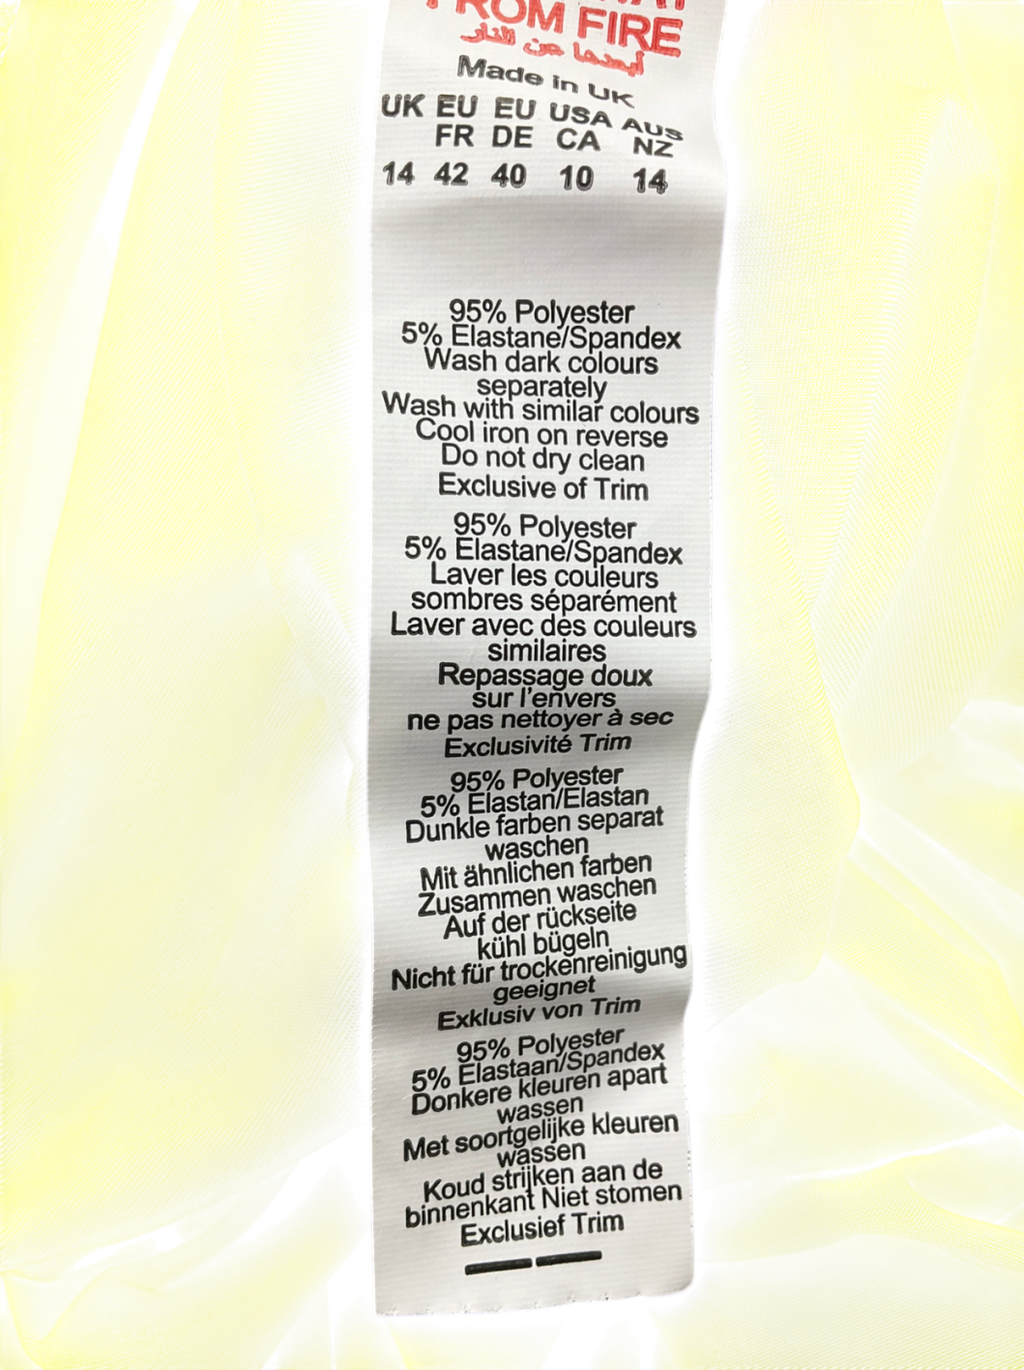 FROM FIRE
أبعدها عن النار
Made in UK
UK EU EU USA AUS
FR DE CA NZ
14 42 40 10 14
95% Polyester
5% Elastane/Spandex
Wash dark colours
separately
Wash with similar colours
Cool iron on reverse
Do not dry clean
Exclusive of Trim
95% Polyester
5% Elastane/Spandex
Laver les couleurs
sombres séparément
Laver avec des couleurs
similaires
Repassage doux
sur l'envers
ne pas nettoyer à sec
Exclusivité Trim
95% Polyester
5% Elastan/Elastan
Dunkle farben separat
waschen
Mit ähnlichen farben
Zusammen waschen
Auf der rückseite
kühl bügeln
Nicht für trockenreinigung
geeignet
Exklusiv von Trim
95% Polyester
5% Elastaan/Spandex
Donkere kleuren apart
wassen
Met soortgelijke kleuren
wassen
Koud strijken aan de
binnenkant Niet stomen
Exclusief Trim